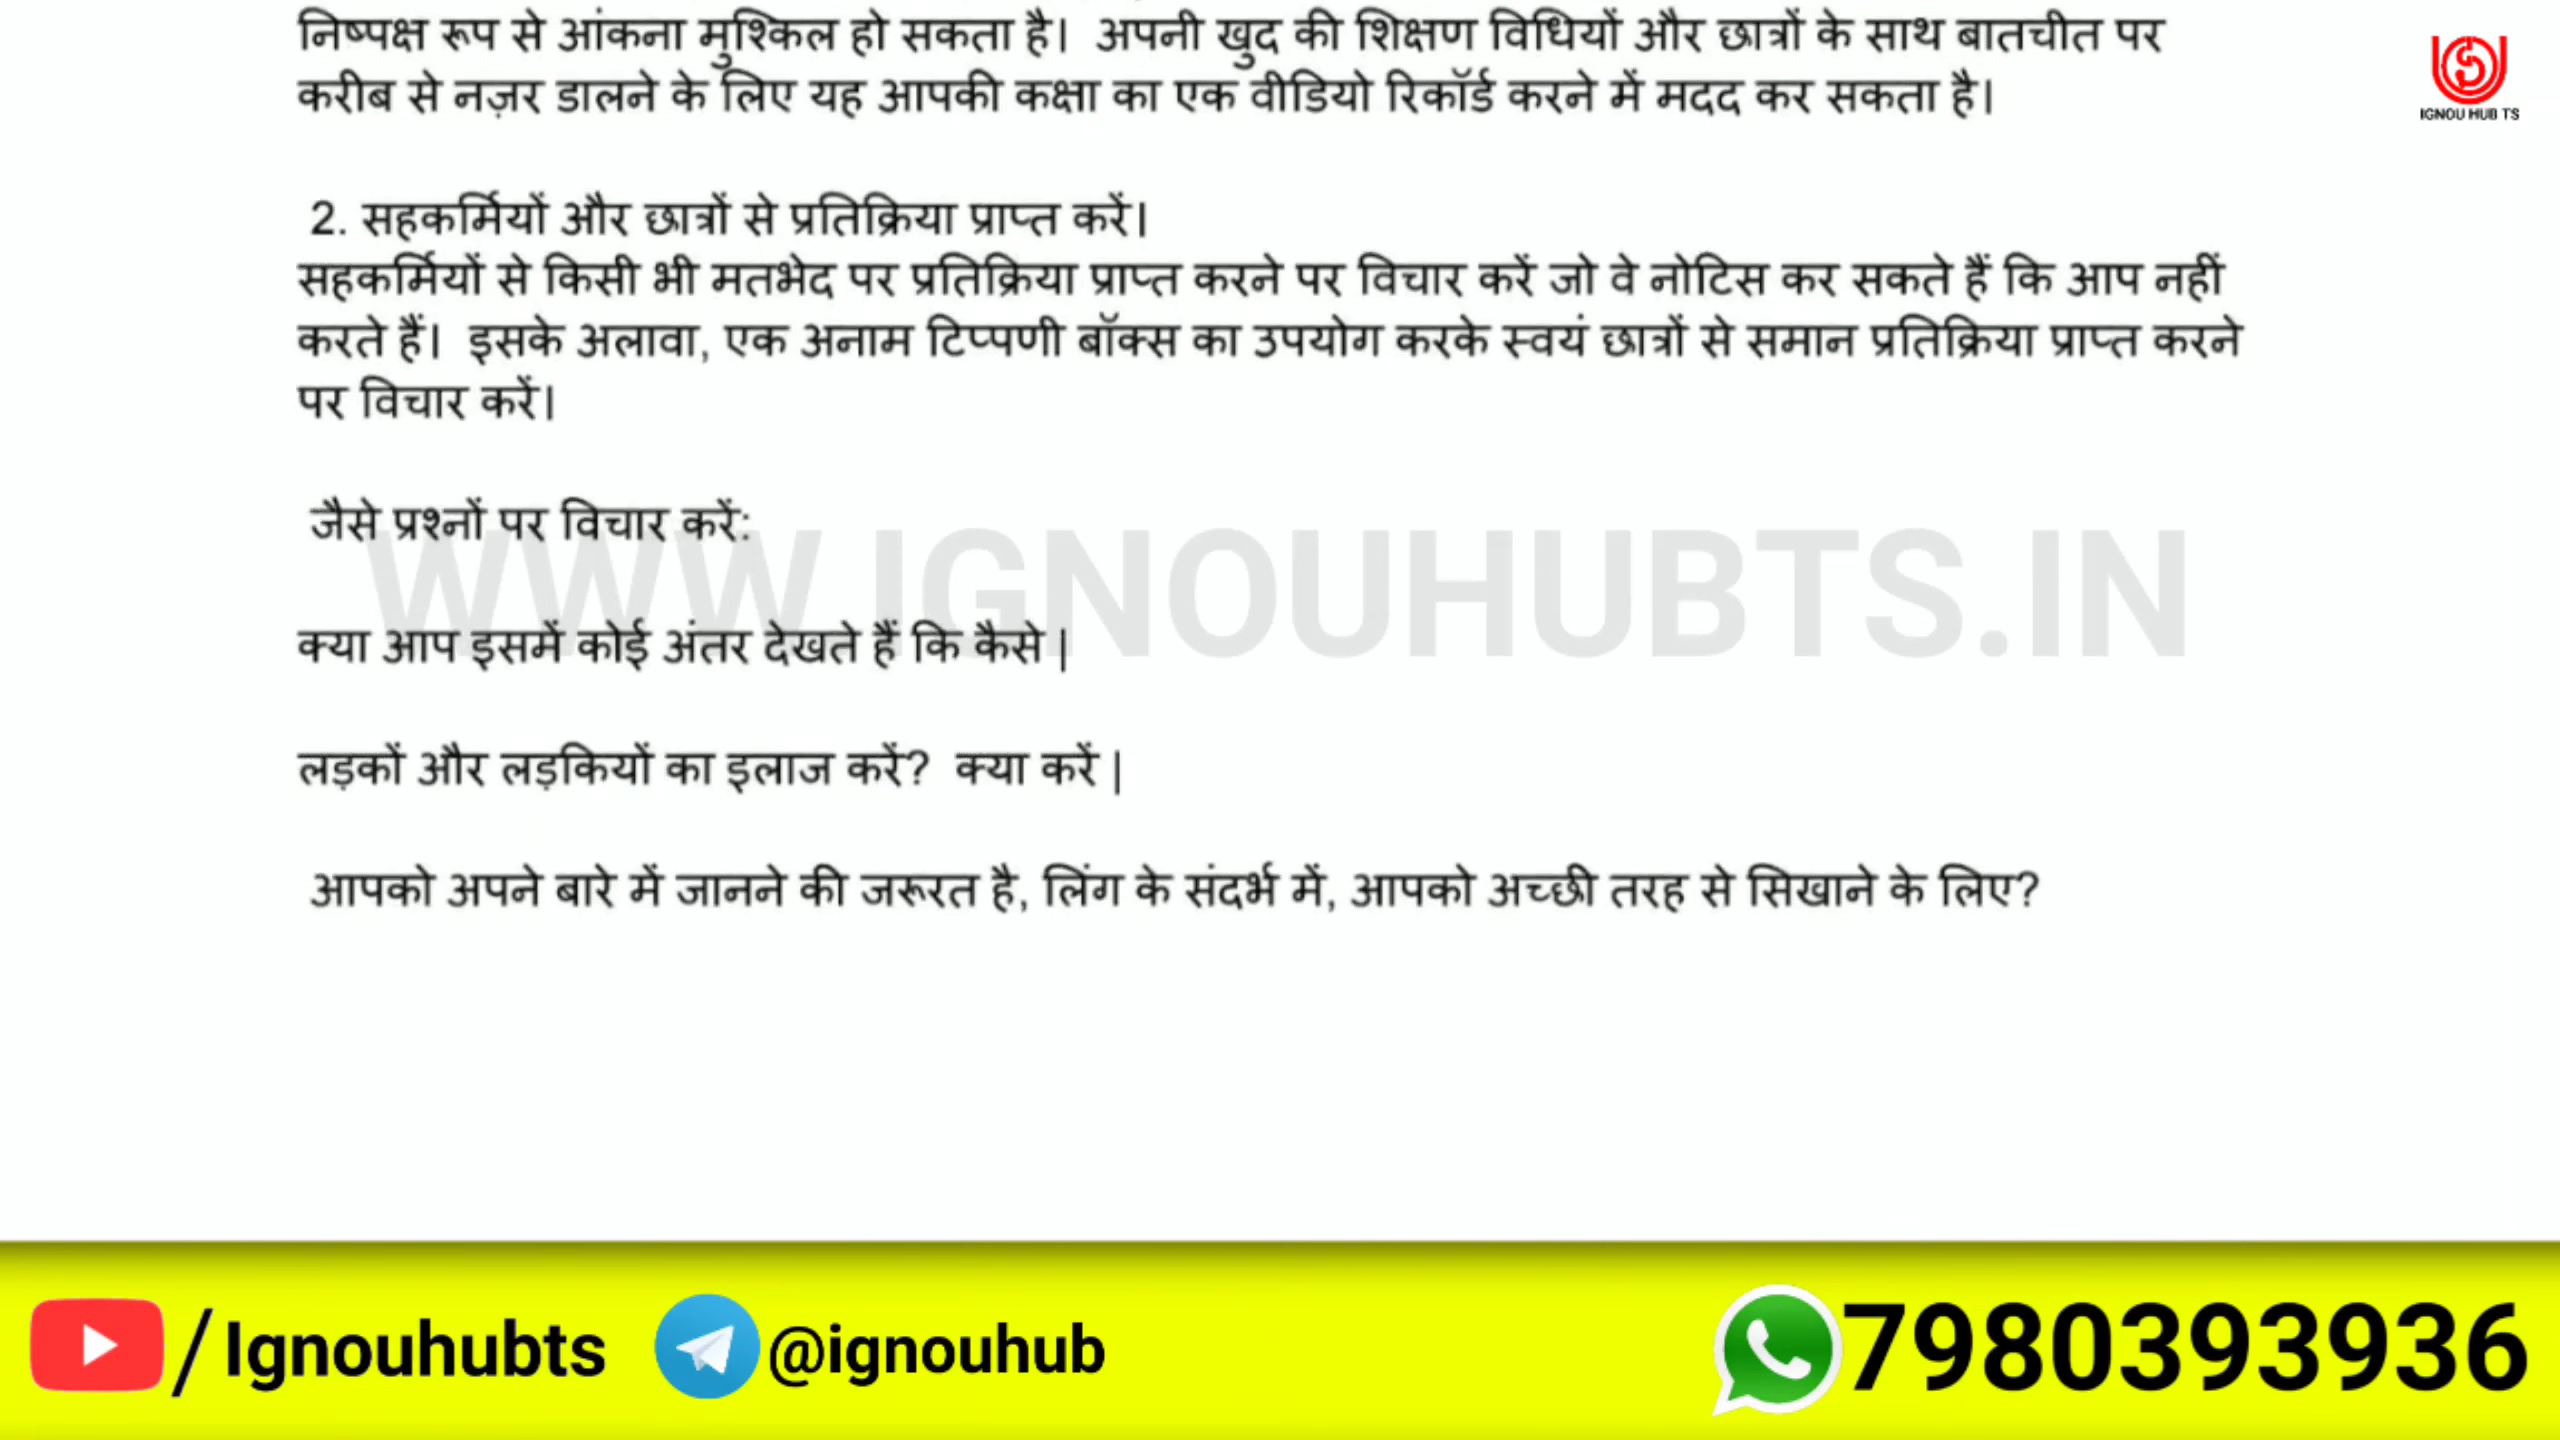 निष्पक्ष रूप से आंकना मुश्किल हो सकता है। अपनी खुद की शिक्षण विधियों और छात्रों के साथ बातचीत पर
करीब से नज़र डालने के लिए यह आपकी कक्षा का एक वीडियो रिकॉर्ड करने में मदद कर सकता है।
IGNOU HUB TS
2. सहकर्मियों और छात्रों से प्रतिक्रिया प्राप्त करें।
सहकर्मियों से किसी भी मतभेद पर प्रतिक्रिया प्राप्त करने पर विचार करें जो वे नोटिस कर सकते हैं कि आप नहीं
करते हैं। इसके अलावा, एक अनाम टिप्पणी बॉक्स का उपयोग करके स्वयं छात्रों से समान प्रतिक्रिया प्राप्त करने
पर विचार करें।
जैसे प्रश्नों पर विचार करें:
WWW.IGNOUHUBTS.IN
क्या आप इसमें कोई अंतर देखते हैं कि कैसे |
लड़कों और लड़कियों का इलाज करें? क्या करें |
आपको अपने बारे में जानने की जरूरत है, लिंग के संदर्भ में, आपको अच्छी तरह से सिखाने के लिए?
/Ignouhubts @ignouhub 7980393936